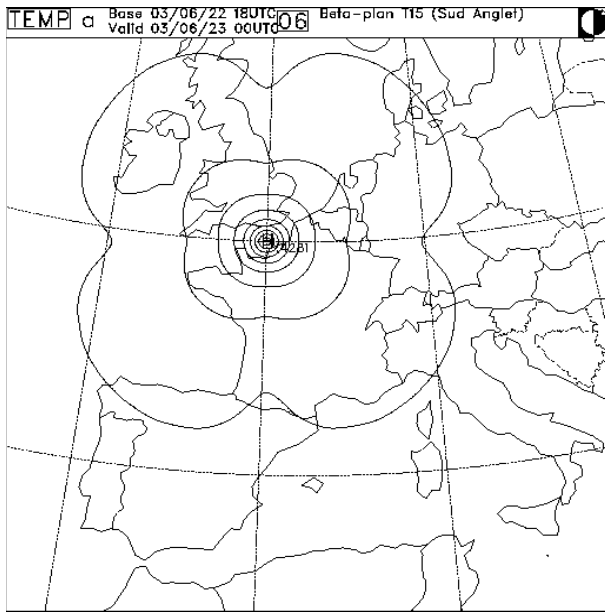 TEMP a Base 03/06/22 18UTC 06 Beta-plan T15 (Sud Anglet)
Valid 03/06/23 00UTC
H